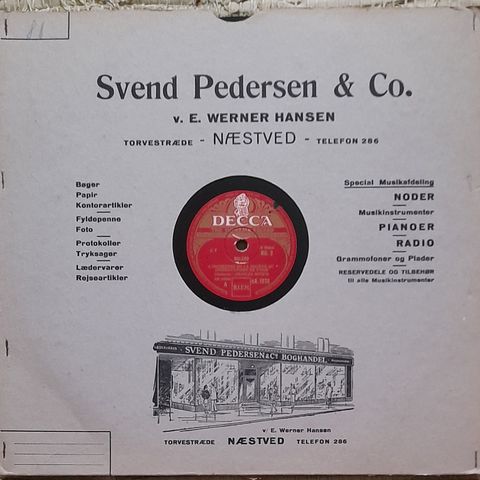 11
Svend Pedersen & Co.
v. E. WERNER HANSEN
TORVESTRÆDE - NÆSTVED - TELEFON 286
Bøger
Papir
Kontorartikler
Fyldepenne
Foto
Protokoller
Tryksager
Lædervarer
Rejseartikler
DECCA
Special Musikafdeling
NODER
Musikinstrumenter
PIANOER
RADIO
Grammofoner og Plader
RESERVEDELE OG TILBEHØR
til alle Musikinstrumenter
SVEND PEDERSEN & Co BOGHANDEL
v/ E. Werner Hansen
TORVESTRÆDE NÆSTVED TELEFON 286